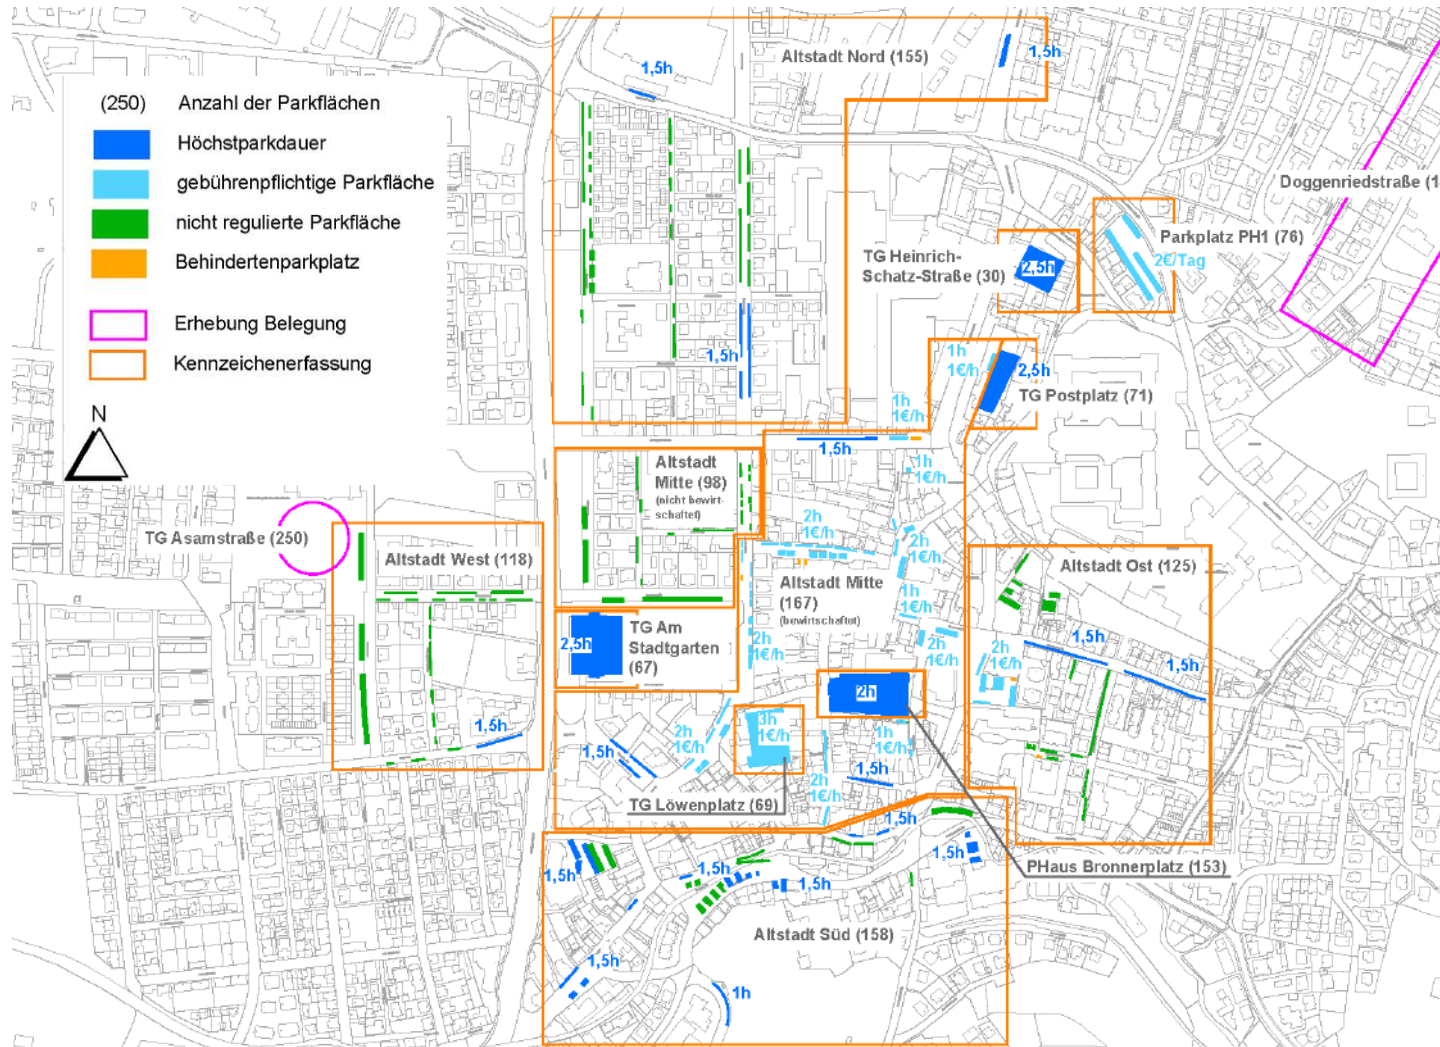 (250) Anzahl der Parkflächen
Höchstparkdauer
gebührenpflichtige Parkfläche
nicht regulierte Parkfläche
Behindertenparkplatz
Erhebung Belegung
Kennzeichenerfassung
N
Altstadt Nord (155)
1,5h
1,5h
1,5h
Doggenriedstraße (1
Parkplatz PH1 (76)
2€/Tag
TG Heinrich-
Schatz-Straße (30)
2,5h
1h
1€/h
2,5h
TG Postplatz (71)
1h
1€/h
1,5h
1h
1€/h
Altstadt
Mitte (98)
(nicht bewirt-
schaftet)
TG Asamstraße (250)
Altstadt West (118)
1,5h
2h
1€/h
2h
1€/h
Altstadt Mitte
(167)
(bewirtschaftet)
1h
1€/h
2h
1€/h
2h
1€/h
Altstadt Ost (125)
1,5h
1,5h
2h
1€/h
2,5h
TG Am
Stadtgarten
(67)
2h
3h
1€/h
2h
1€/h
1h
1€/h
1,5h
1,5h
2h
1€/h
TG Löwenplatz (69)
PHaus Bronnerplatz (153)
1,5h
1,5h
1,5h
1,5h
1,5h
Altstadt Süd (158)
1,5h
1h